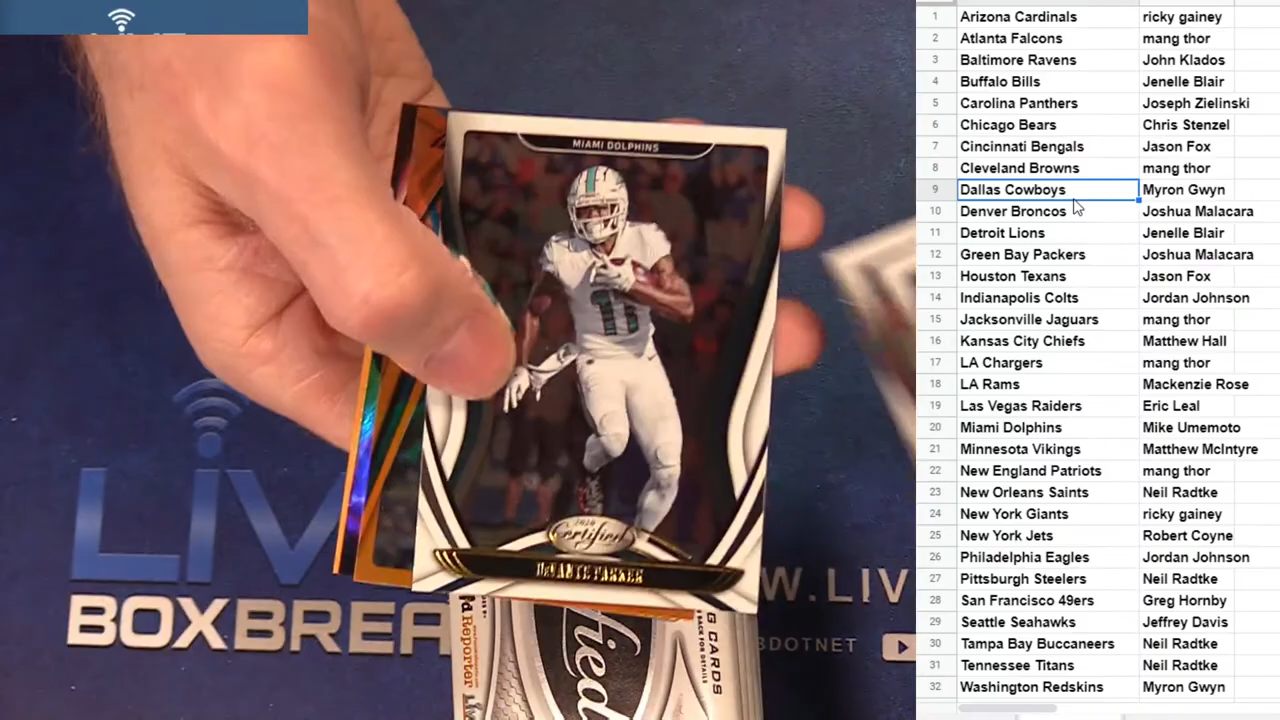 MIAMI DOLPHINS
2020
Certified
DEVANTE PARKER
LIV
BOXBREA
W.LIV
BDOTNET
Reporter
fied
G CARDS
BACK FOR DETAILS
1 Arizona Cardinals ricky gainey
2 Atlanta Falcons mang thor
3 Baltimore Ravens John Klados
4 Buffalo Bills Jenelle Blair
5 Carolina Panthers Joseph Zielinski
6 Chicago Bears Chris Stenzel
7 Cincinnati Bengals Jason Fox
8 Cleveland Browns mang thor
9 Dallas Cowboys Myron Gwyn
10 Denver Broncos Joshua Malacara
11 Detroit Lions Jenelle Blair
12 Green Bay Packers Joshua Malacara
13 Houston Texans Jason Fox
14 Indianapolis Colts Jordan Johnson
15 Jacksonville Jaguars mang thor
16 Kansas City Chiefs Matthew Hall
17 LA Chargers mang thor
18 LA Rams Mackenzie Rose
19 Las Vegas Raiders Eric Leal
20 Miami Dolphins Mike Umemoto
21 Minnesota Vikings Matthew McIntyre
22 New England Patriots mang thor
23 New Orleans Saints Neil Radtke
24 New York Giants ricky gainey
25 New York Jets Robert Coyne
26 Philadelphia Eagles Jordan Johnson
27 Pittsburgh Steelers Neil Radtke
28 San Francisco 49ers Greg Hornby
29 Seattle Seahawks Jeffrey Davis
30 Tampa Bay Buccaneers Neil Radtke
31 Tennessee Titans Neil Radtke
32 Washington Redskins Myron Gwyn